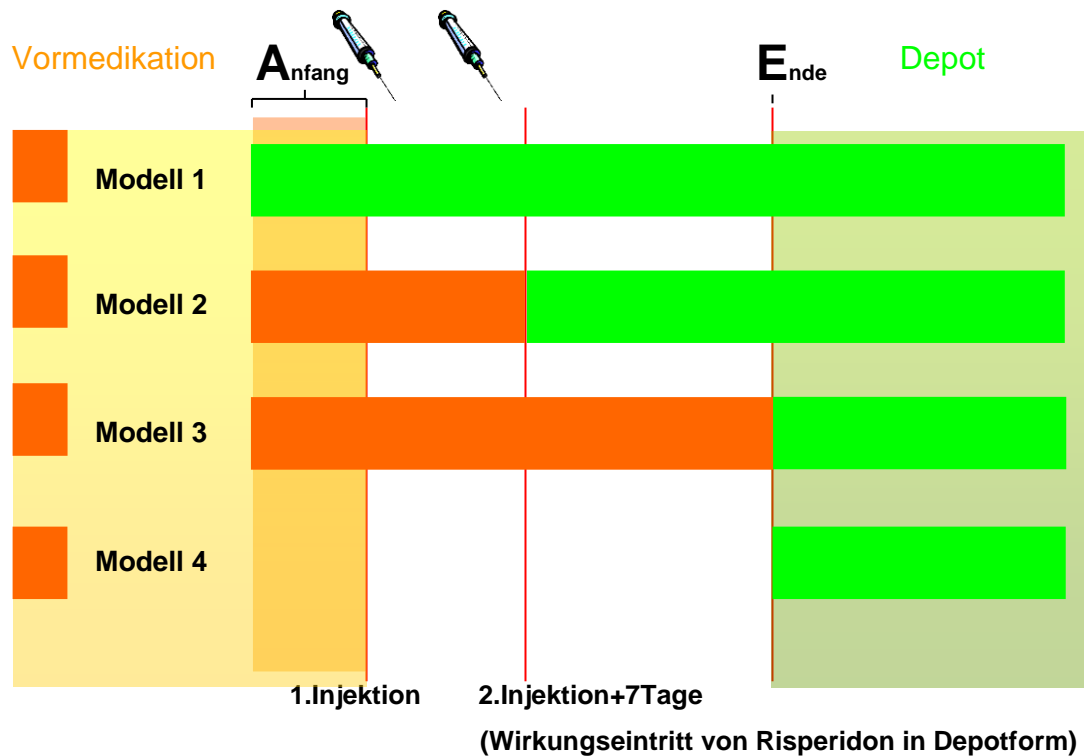 Vormedikation
Anfang
Ende
Depot
Modell 1
Modell 2
Modell 3
Modell 4
1.Injektion
2.Injektion+7Tage
(Wirkungseintritt von Risperidon in Depotform)